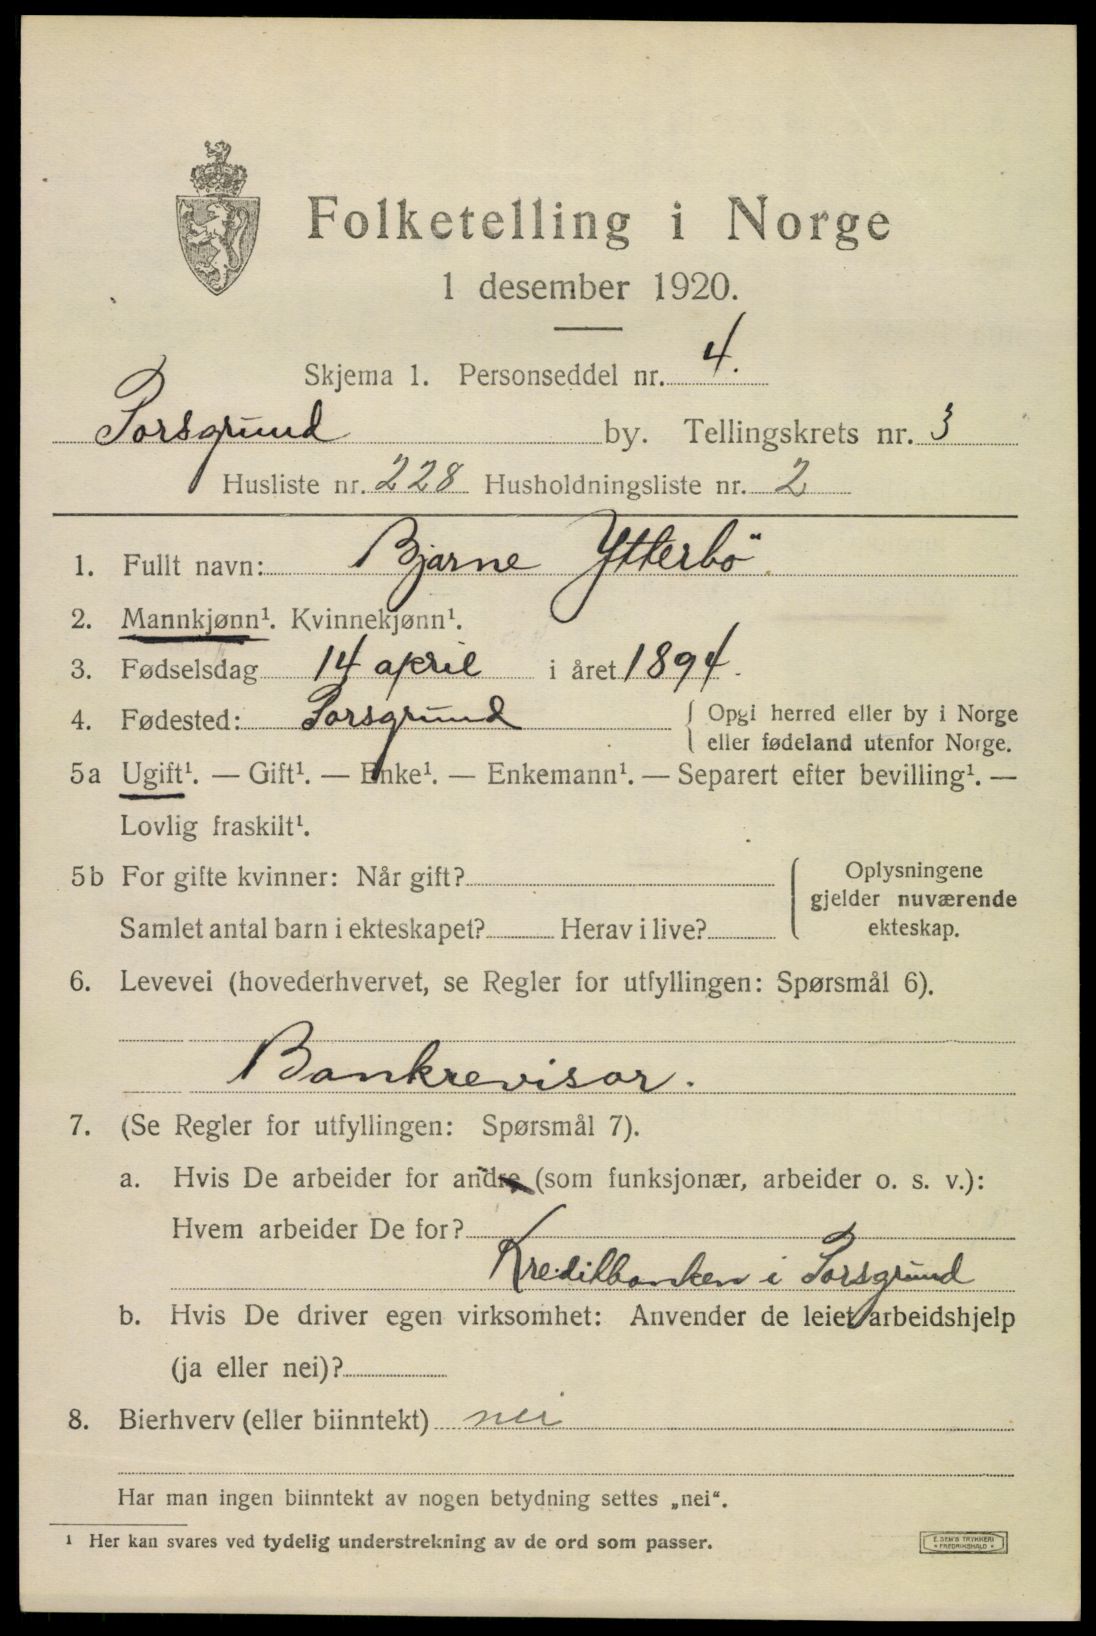 Folketelling i Norge
1 desember 1920.
Skjema 1. Personseddel nr. 4.
Porsgrund by. Tellingskrets nr. 3
Husliste nr. 228 Husholdningsliste nr. 2
1. Fullt navn: Bjarne Ytterbö
2. Mannkjønn¹. Kvinnekjønn¹.
3. Fødselsdag 14 april i året 1894.
4. Fødested: Porsgrund { Opgi herred eller by i Norge
eller fødeland utenfor Norge.
5a Ugift¹. — Gift¹. — Enke¹. — Enkemann¹. — Separert efter bevilling¹. —
Lovlig fraskilt¹.
5b For gifte kvinner: Når gift? { Oplysningene
gjelder nuværende
Samlet antal barn i ekteskapet? Herav i live? ekteskap.
6. Levevei (hovederhvervet, se Regler for utfyllingen: Spørsmål 6).
Bankrevisor.
7. (Se Regler for utfyllingen: Spørsmål 7).
a. Hvis De arbeider for andre (som funksjonær, arbeider o. s. v.):
Hvem arbeider De for?
Kreditbanken i Porsgrund
b. Hvis De driver egen virksomhet: Anvender de leiet arbeidshjelp
(ja eller nei)?
8. Bierhverv (eller biinntekt) nei
Har man ingen biinntekt av nogen betydning settes „nei“.
¹ Her kan svares ved tydelig understrekning av de ord som passer.
E. SEM'S TRYKKERI
FREDRIKSHALD